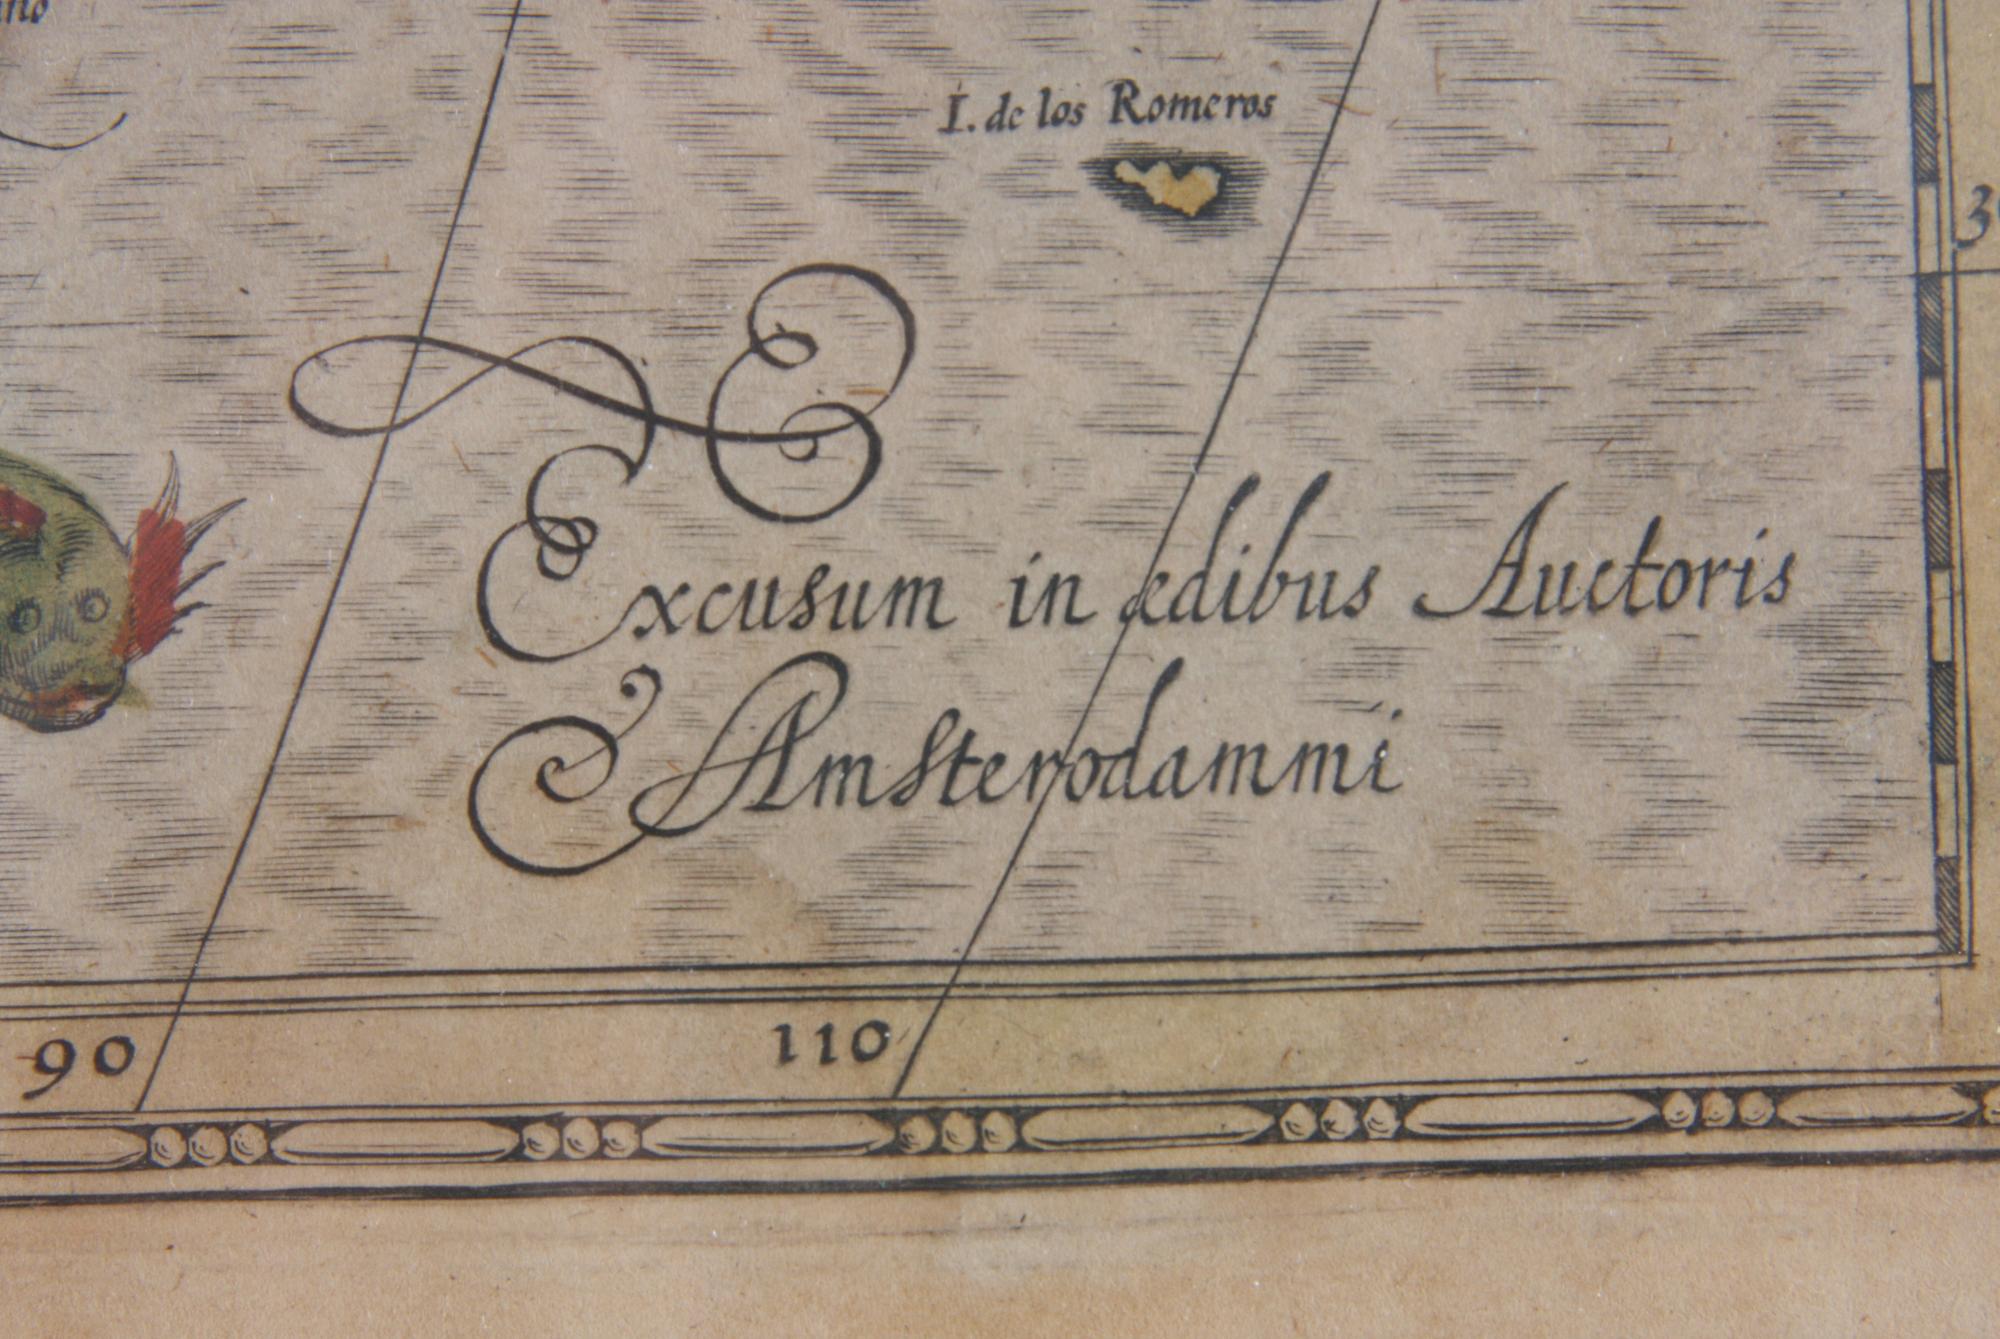 I. de los Romeros
Excusum in ædibus Auctoris
Amsterodammi
90
110